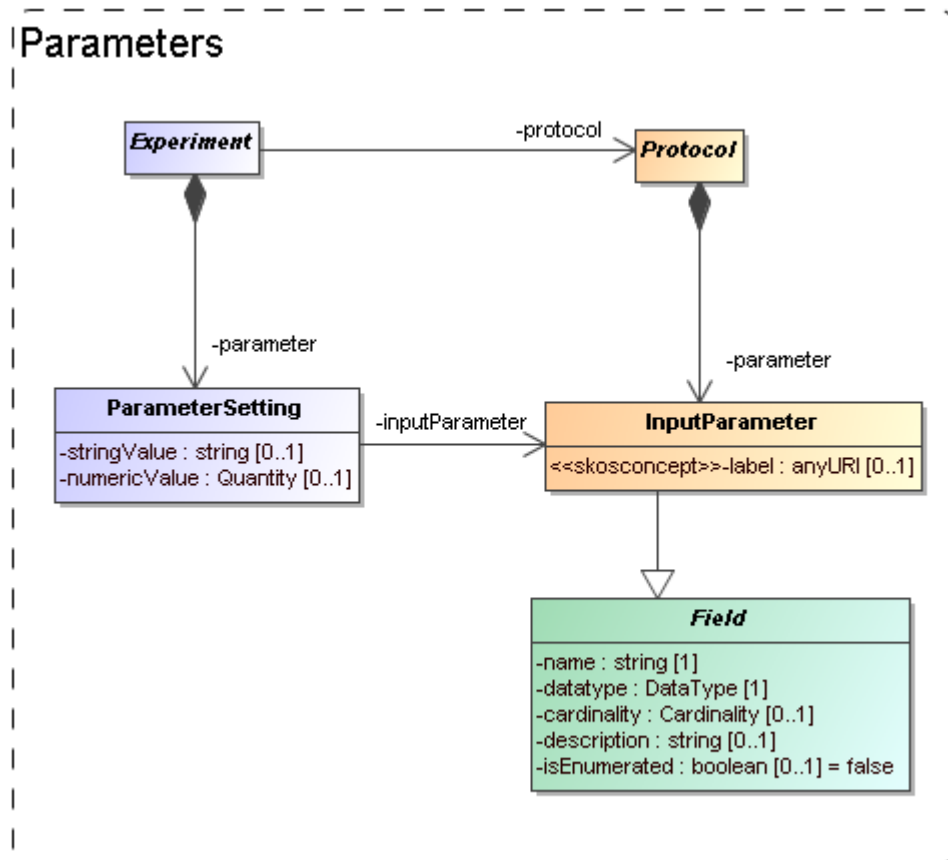 Parameters
Experiment
-protocol
Protocol
-parameter
-parameter
ParameterSetting
-stringValue : string [0..1]
-numericValue : Quantity [0..1]
-inputParameter
InputParameter
<<skosconcept>>-label : anyURI [0..1]
Field
-name : string [1]
-datatype : DataType [1]
-cardinality : Cardinality [0..1]
-description : string [0..1]
-isEnumerated : boolean [0..1] = false